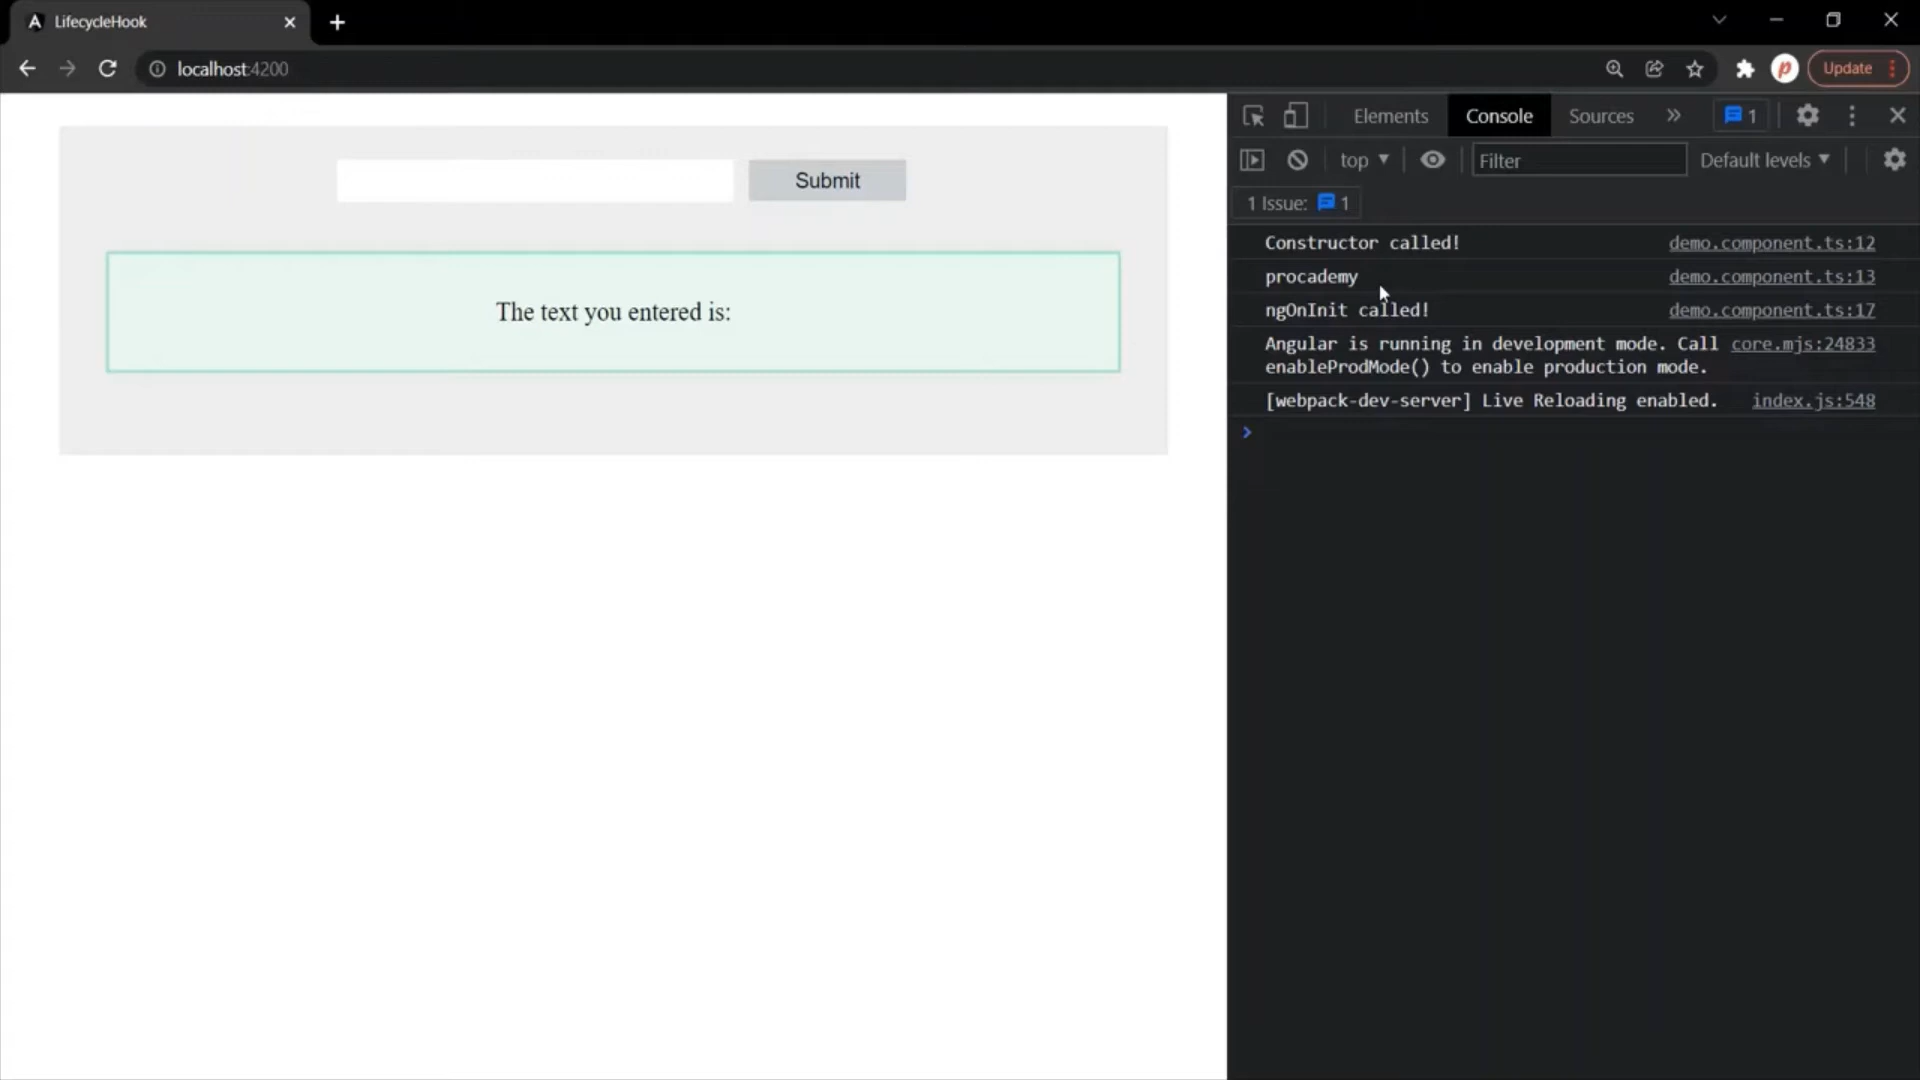 LifecycleHook
localhost:4200
Update
Submit
The text you entered is:
Elements Console Sources 1
top Filter Default levels
1 Issue: 1
Constructor called! demo.component.ts:12
procademy demo.component.ts:13
ngOnInit called! demo.component.ts:17
Angular is running in development mode. Call core.mjs:24833
enableProdMode() to enable production mode.
[webpack-dev-server] Live Reloading enabled. index.js:548